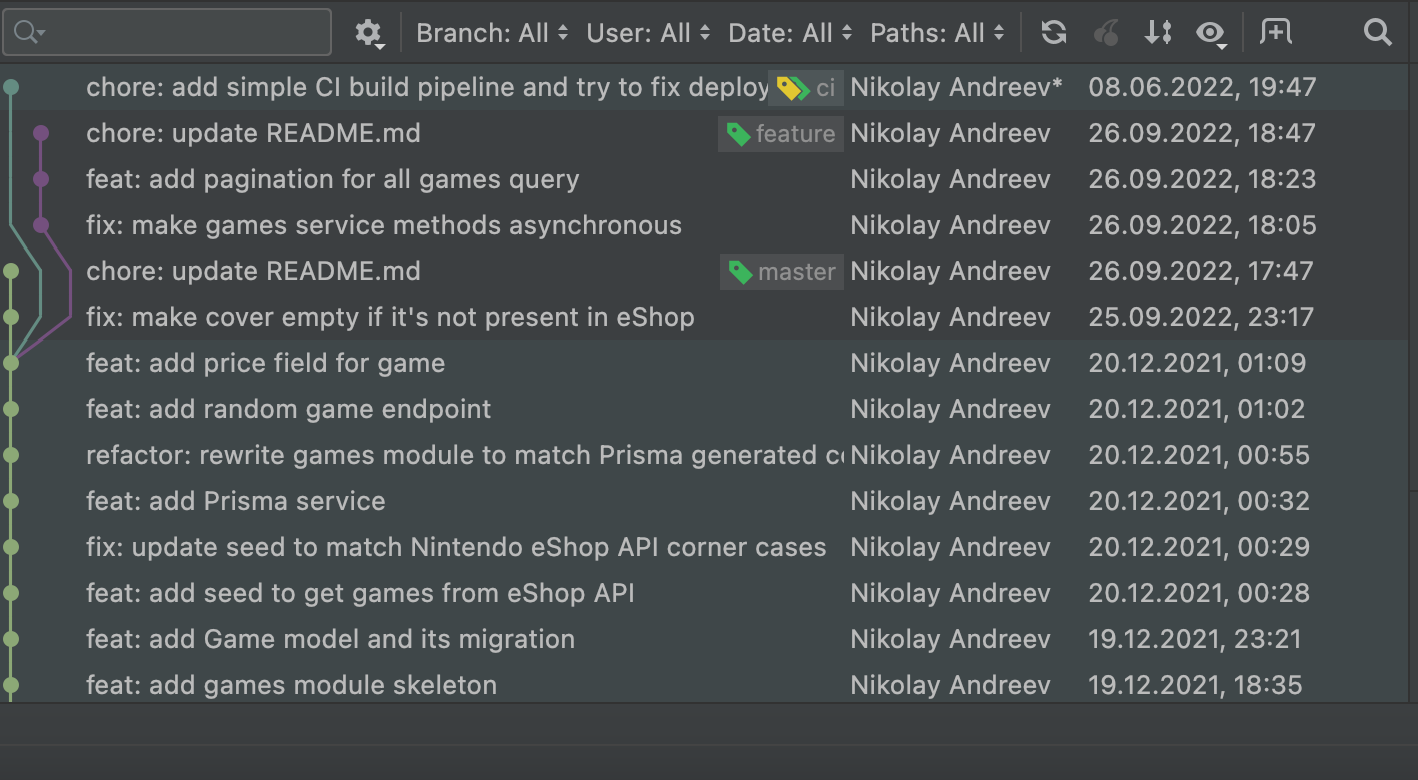 Branch: All User: All Date: All Paths: All
chore: add simple CI build pipeline and try to fix deploy ci Nikolay Andreev* 08.06.2022, 19:47
chore: update README.md feature Nikolay Andreev 26.09.2022, 18:47
feat: add pagination for all games query Nikolay Andreev 26.09.2022, 18:23
fix: make games service methods asynchronous Nikolay Andreev 26.09.2022, 18:05
chore: update README.md master Nikolay Andreev 26.09.2022, 17:47
fix: make cover empty if it's not present in eShop Nikolay Andreev 25.09.2022, 23:17
feat: add price field for game Nikolay Andreev 20.12.2021, 01:09
feat: add random game endpoint Nikolay Andreev 20.12.2021, 01:02
refactor: rewrite games module to match Prisma generated Nikolay Andreev 20.12.2021, 00:55
feat: add Prisma service Nikolay Andreev 20.12.2021, 00:32
fix: update seed to match Nintendo eShop API corner cases Nikolay Andreev 20.12.2021, 00:29
feat: add seed to get games from eShop API Nikolay Andreev 20.12.2021, 00:28
feat: add Game model and its migration Nikolay Andreev 19.12.2021, 23:21
feat: add games module skeleton Nikolay Andreev 19.12.2021, 18:35